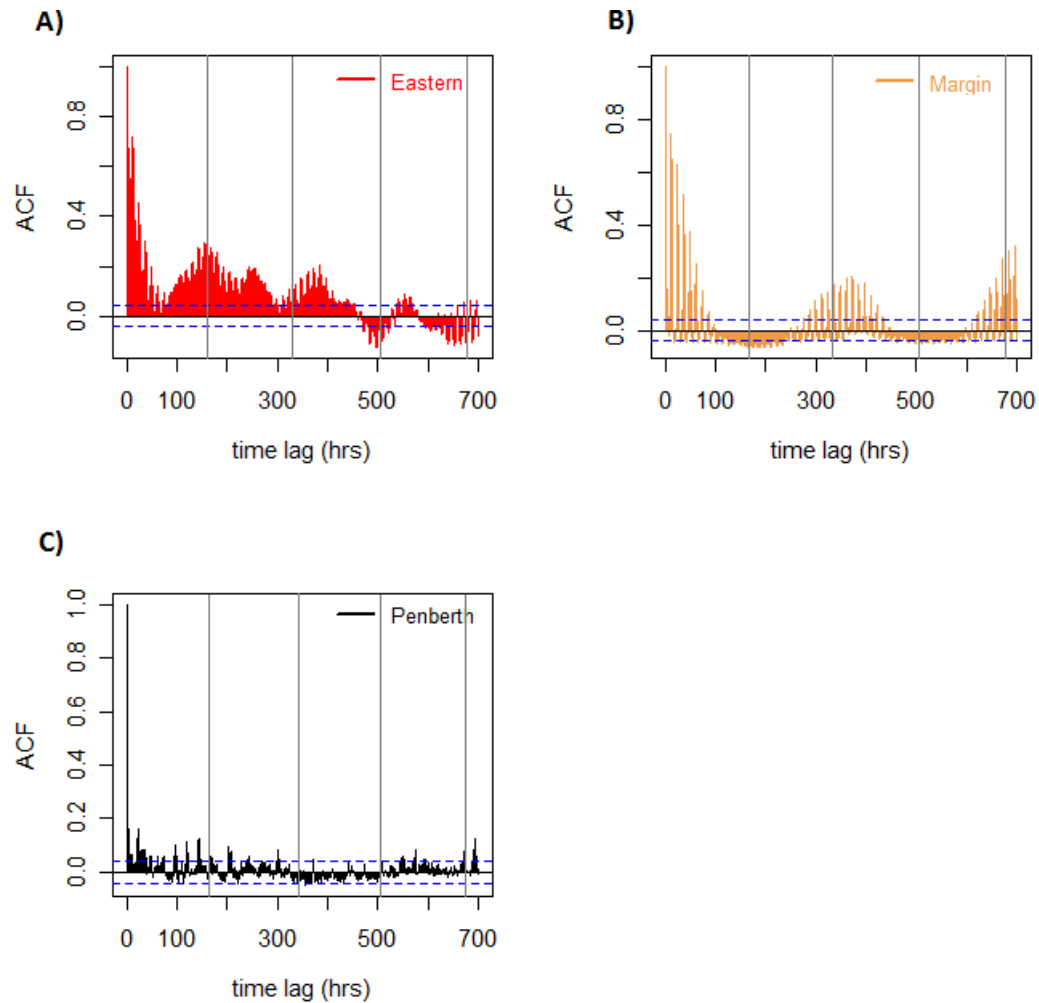 A)
Eastern
ACF
0.0 0.4 0.8
0 100 300 500 700
time lag (hrs)
B)
Margin
ACF
0.0 0.4 0.8
0 100 300 500 700
time lag (hrs)
C)
Penberth
ACF
0.0 0.2 0.4 0.6 0.8 1.0
0 100 300 500 700
time lag (hrs)